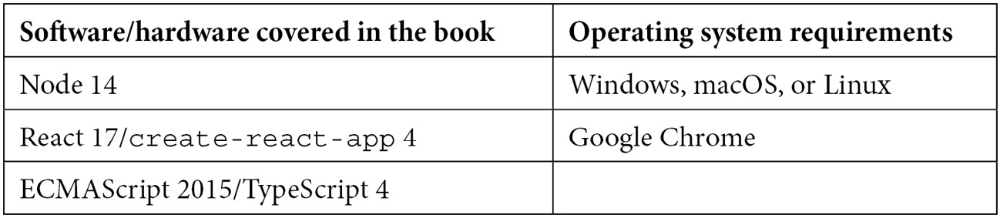 Software/hardware covered in the book Operating system requirements
Node 14 Windows, macOS, or Linux
React 17/create-react-app 4 Google Chrome
ECMAScript 2015/TypeScript 4